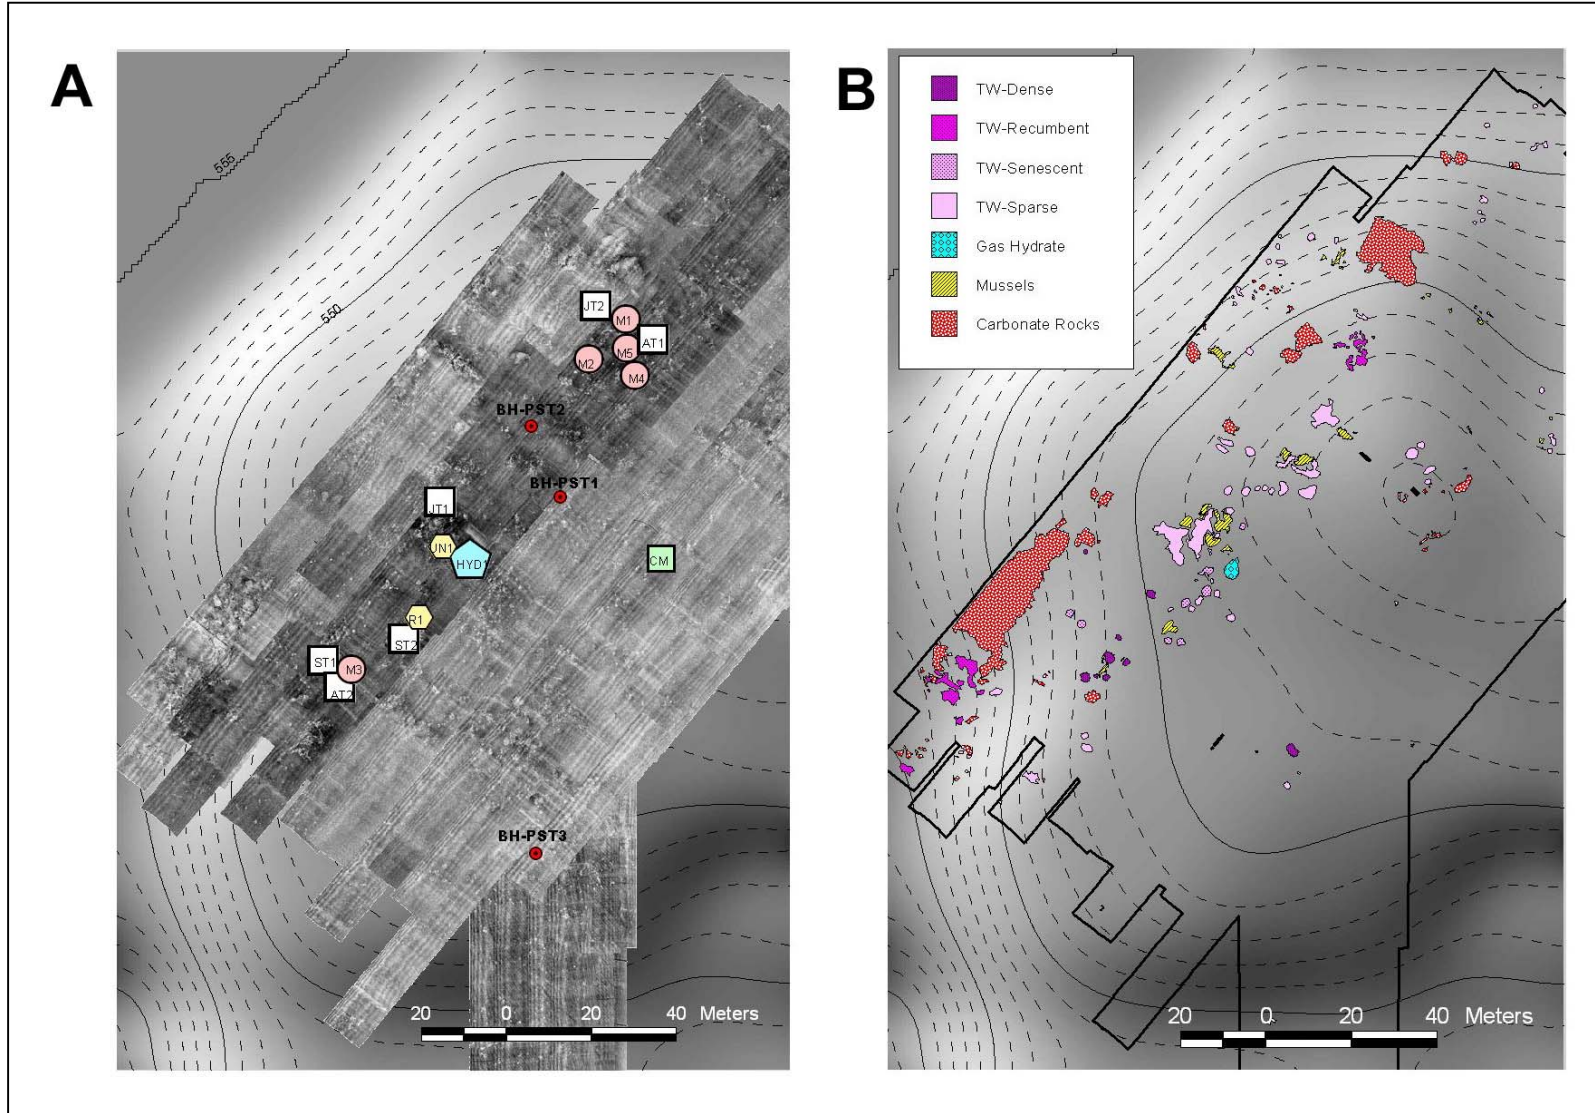 A
555
550
JT2
M1
AT1
M5
M2
M4
BH-PST2
BH-PST1
JT1
JN1
HYD1
CM
R1
ST2
ST1
M3
AT2
BH-PST3
20 0 20 40 Meters
B
TW-Dense
TW-Recumbent
TW-Senescent
TW-Sparse
Gas Hydrate
Mussels
Carbonate Rocks
20 0 20 40 Meters